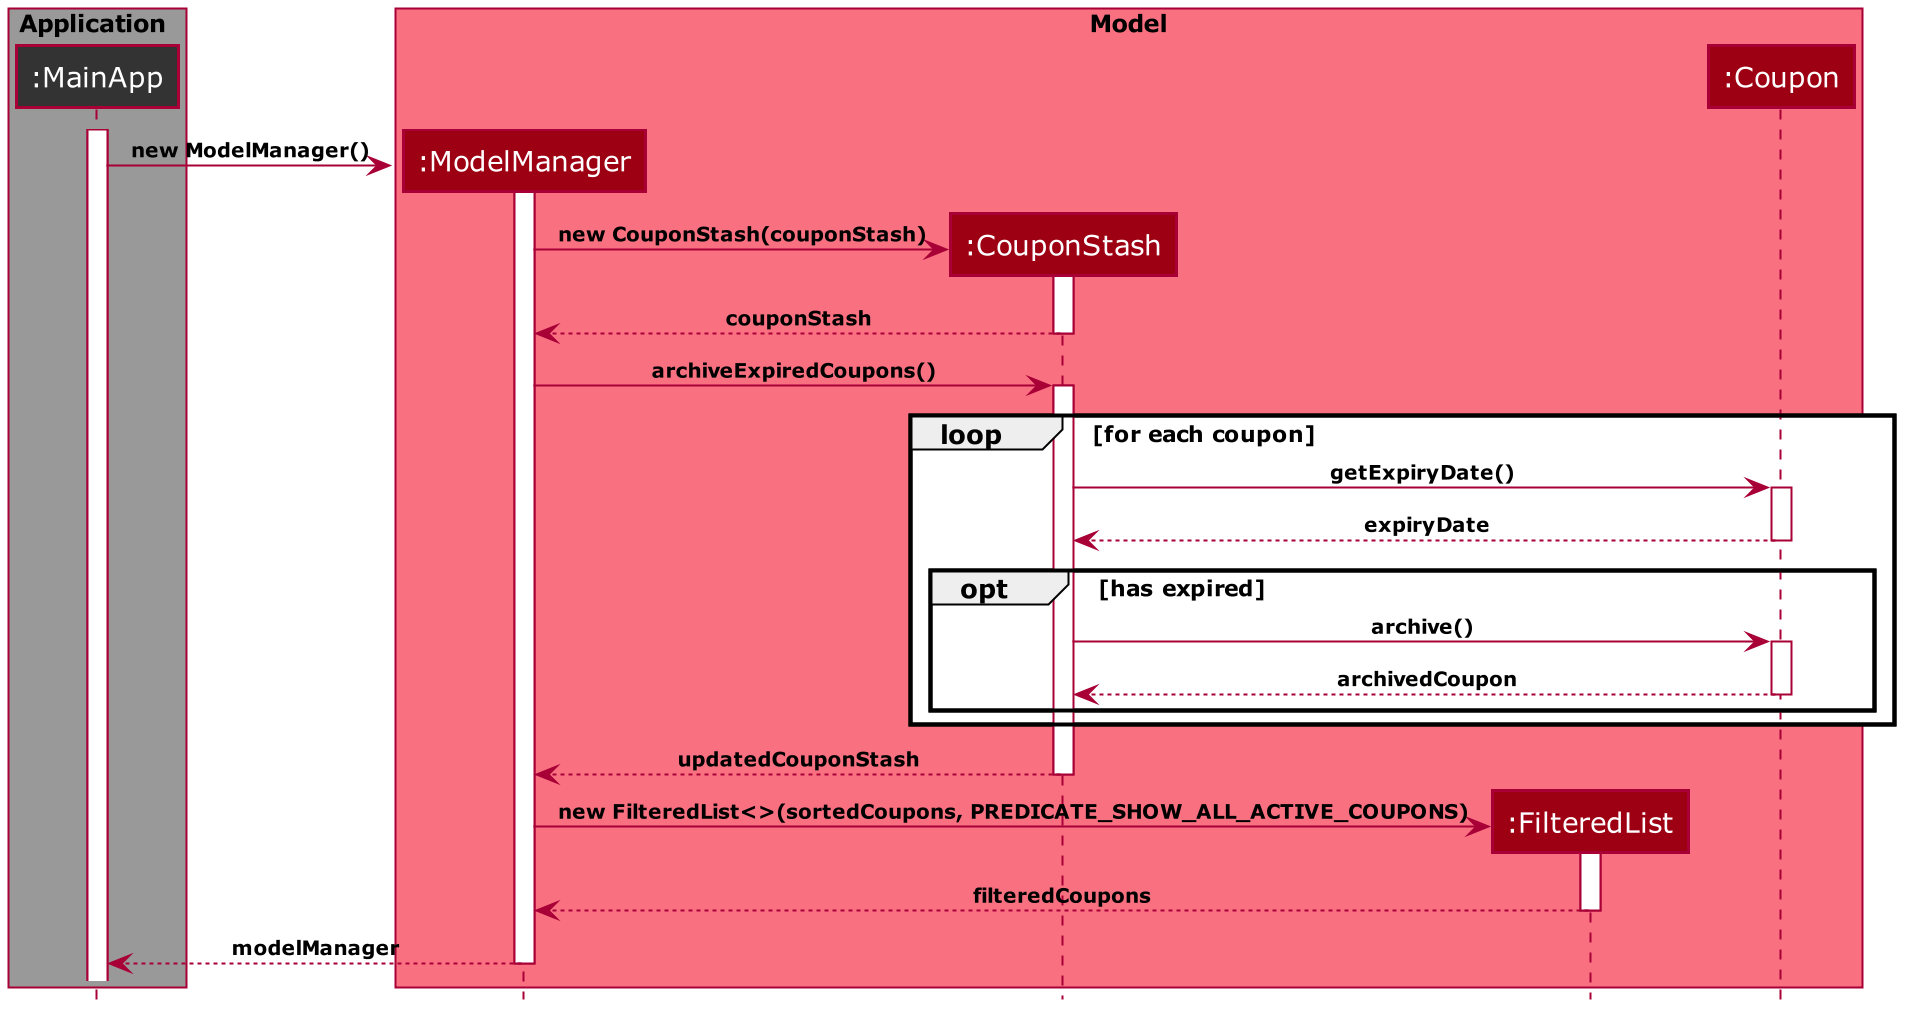 Application
Model
:MainApp
:Coupon
new ModelManager()
:ModelManager
new CouponStash(couponStash)
:CouponStash
couponStash
archiveExpiredCoupons()
loop
[for each coupon]
getExpiryDate()
expiryDate
opt
[has expired]
archive()
archivedCoupon
updatedCouponStash
new FilteredList<>(sortedCoupons, PREDICATE_SHOW_ALL_ACTIVE_COUPONS)
:FilteredList
filteredCoupons
modelManager